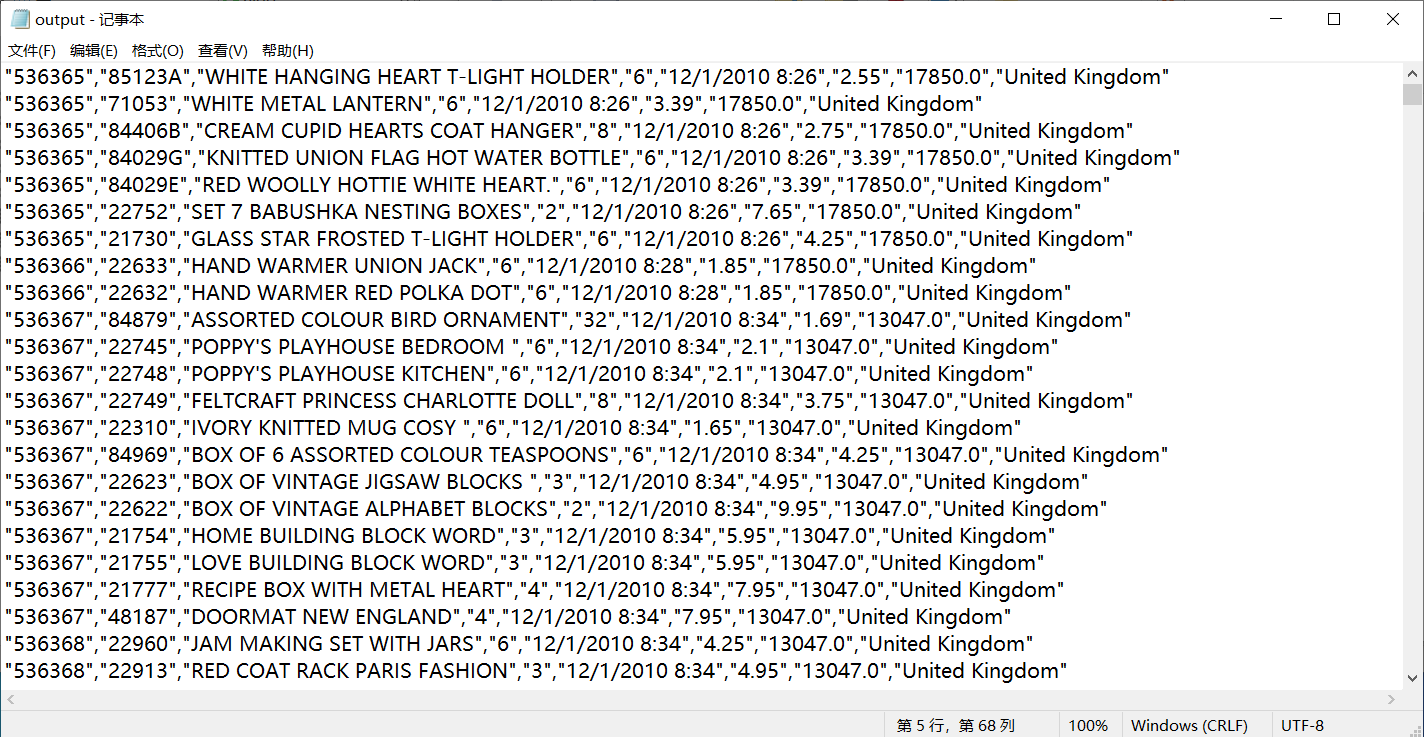 output - 记事本
文件(F) 编辑(E) 格式(O) 查看(V) 帮助(H)
"536365","85123A","WHITE HANGING HEART T-LIGHT HOLDER","6","12/1/2010 8:26","2.55","17850.0","United Kingdom"
"536365","71053","WHITE METAL LANTERN","6","12/1/2010 8:26","3.39","17850.0","United Kingdom"
"536365","84406B","CREAM CUPID HEARTS COAT HANGER","8","12/1/2010 8:26","2.75","17850.0","United Kingdom"
"536365","84029G","KNITTED UNION FLAG HOT WATER BOTTLE","6","12/1/2010 8:26","3.39","17850.0","United Kingdom"
"536365","84029E","RED WOOLLY HOTTIE WHITE HEART.","6","12/1/2010 8:26","3.39","17850.0","United Kingdom"
"536365","22752","SET 7 BABUSHKA NESTING BOXES","2","12/1/2010 8:26","7.65","17850.0","United Kingdom"
"536365","21730","GLASS STAR FROSTED T-LIGHT HOLDER","6","12/1/2010 8:26","4.25","17850.0","United Kingdom"
"536366","22633","HAND WARMER UNION JACK","6","12/1/2010 8:28","1.85","17850.0","United Kingdom"
"536366","22632","HAND WARMER RED POLKA DOT","6","12/1/2010 8:28","1.85","17850.0","United Kingdom"
"536367","84879","ASSORTED COLOUR BIRD ORNAMENT","32","12/1/2010 8:34","1.69","13047.0","United Kingdom"
"536367","22745","POPPY'S PLAYHOUSE BEDROOM ","6","12/1/2010 8:34","2.1","13047.0","United Kingdom"
"536367","22748","POPPY'S PLAYHOUSE KITCHEN","6","12/1/2010 8:34","2.1","13047.0","United Kingdom"
"536367","22749","FELTCRAFT PRINCESS CHARLOTTE DOLL","8","12/1/2010 8:34","3.75","13047.0","United Kingdom"
"536367","22310","IVORY KNITTED MUG COSY ","6","12/1/2010 8:34","1.65","13047.0","United Kingdom"
"536367","84969","BOX OF 6 ASSORTED COLOUR TEASPOONS","6","12/1/2010 8:34","4.25","13047.0","United Kingdom"
"536367","22623","BOX OF VINTAGE JIGSAW BLOCKS ","3","12/1/2010 8:34","4.95","13047.0","United Kingdom"
"536367","22622","BOX OF VINTAGE ALPHABET BLOCKS","2","12/1/2010 8:34","9.95","13047.0","United Kingdom"
"536367","21754","HOME BUILDING BLOCK WORD","3","12/1/2010 8:34","5.95","13047.0","United Kingdom"
"536367","21755","LOVE BUILDING BLOCK WORD","3","12/1/2010 8:34","5.95","13047.0","United Kingdom"
"536367","21777","RECIPE BOX WITH METAL HEART","4","12/1/2010 8:34","7.95","13047.0","United Kingdom"
"536367","48187","DOORMAT NEW ENGLAND","4","12/1/2010 8:34","7.95","13047.0","United Kingdom"
"536368","22960","JAM MAKING SET WITH JARS","6","12/1/2010 8:34","4.25","13047.0","United Kingdom"
"536368","22913","RED COAT RACK PARIS FASHION","3","12/1/2010 8:34","4.95","13047.0","United Kingdom"
第 5 行，第 68 列 100% Windows (CRLF) UTF-8